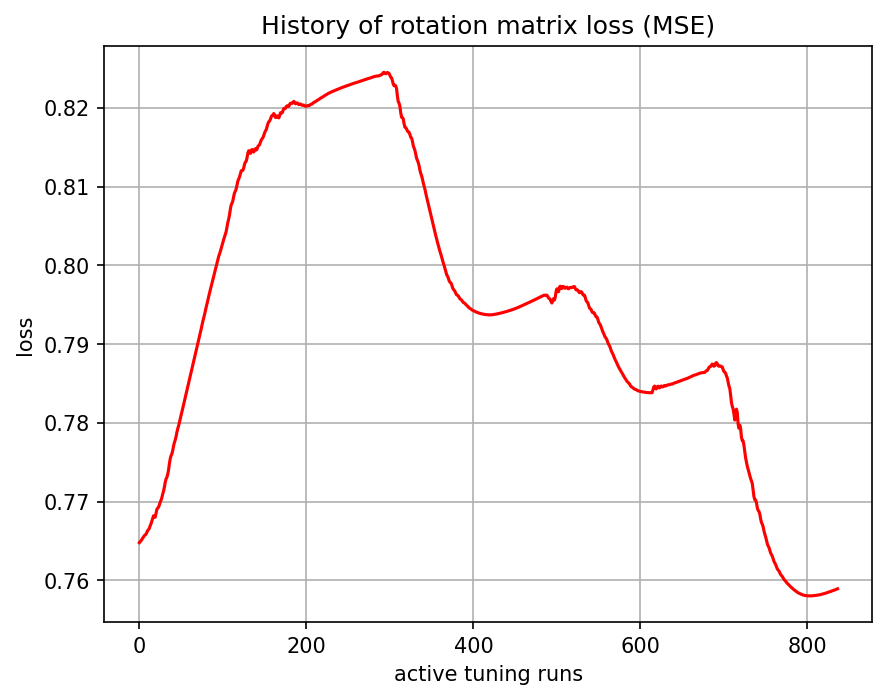 History of rotation matrix loss (MSE)
loss
0.82
0.81
0.80
0.79
0.78
0.77
0.76
0 200 400 600 800
active tuning runs